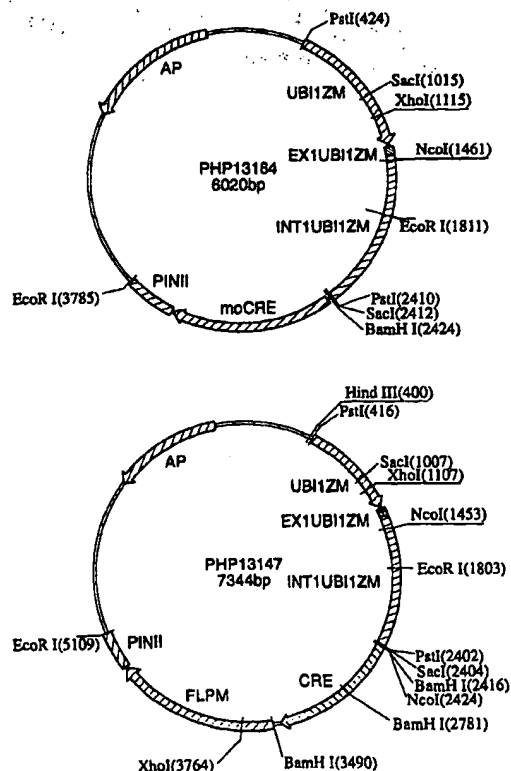 PstI(424)
AP
UBI1ZM
SacI(1015)
XhoI(1115)
EX1UBI1ZM
NcoI(1461)
PHP13164
6020bp
INT1UBI1ZM
EcoR I(1811)
PINII
EcoR I(3785)
moCRE
PstI(2410)
SacI(2412)
BamH I(2424)
Hind III(400)
PstI(416)
AP
SacI(1007)
UBI1ZM
XhoI(1107)
EX1UBI1ZM
NcoI(1453)
PHP13147
7344bp
EcoR I(1803)
INT1UBI1ZM
EcoR I(5109)
PINII
PstI(2402)
SacI(2404)
BamH I(2416)
NcoI(2424)
CRE
FLPM
BamH I(2781)
XhoI(3764)
BamH I(3490)